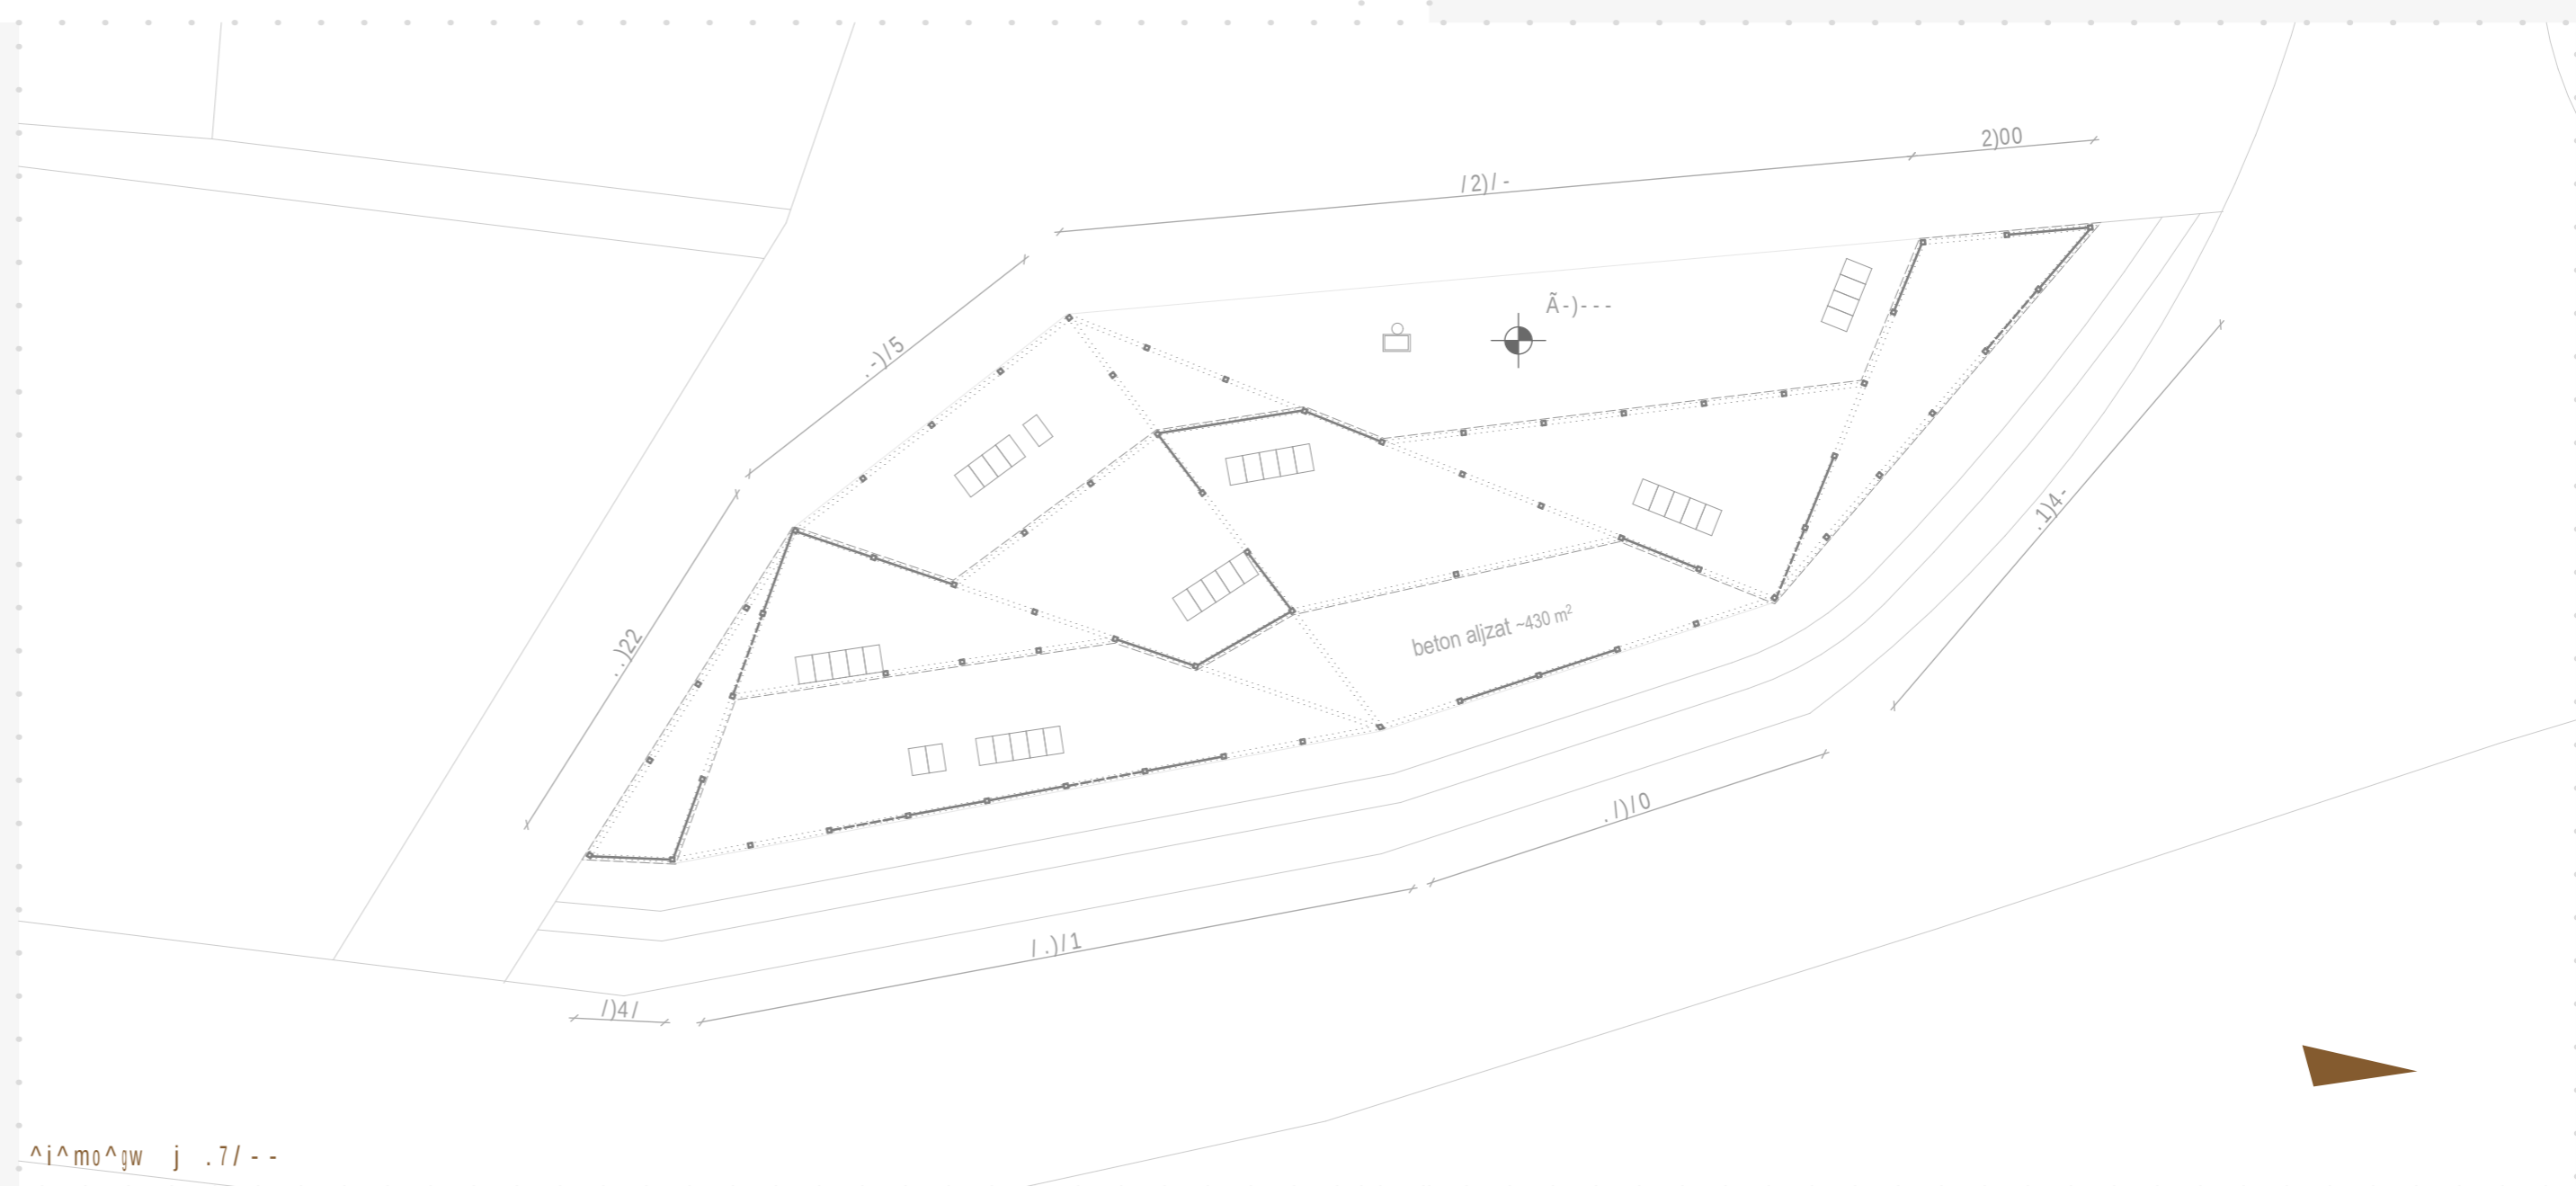 2)00
/2)/-
Ã-)---
.-)/5
.1)4-
beton aljzat ~430 m²
.)22
./)/0
/.)/1
/)4/
^i^mo^gw j .7/--